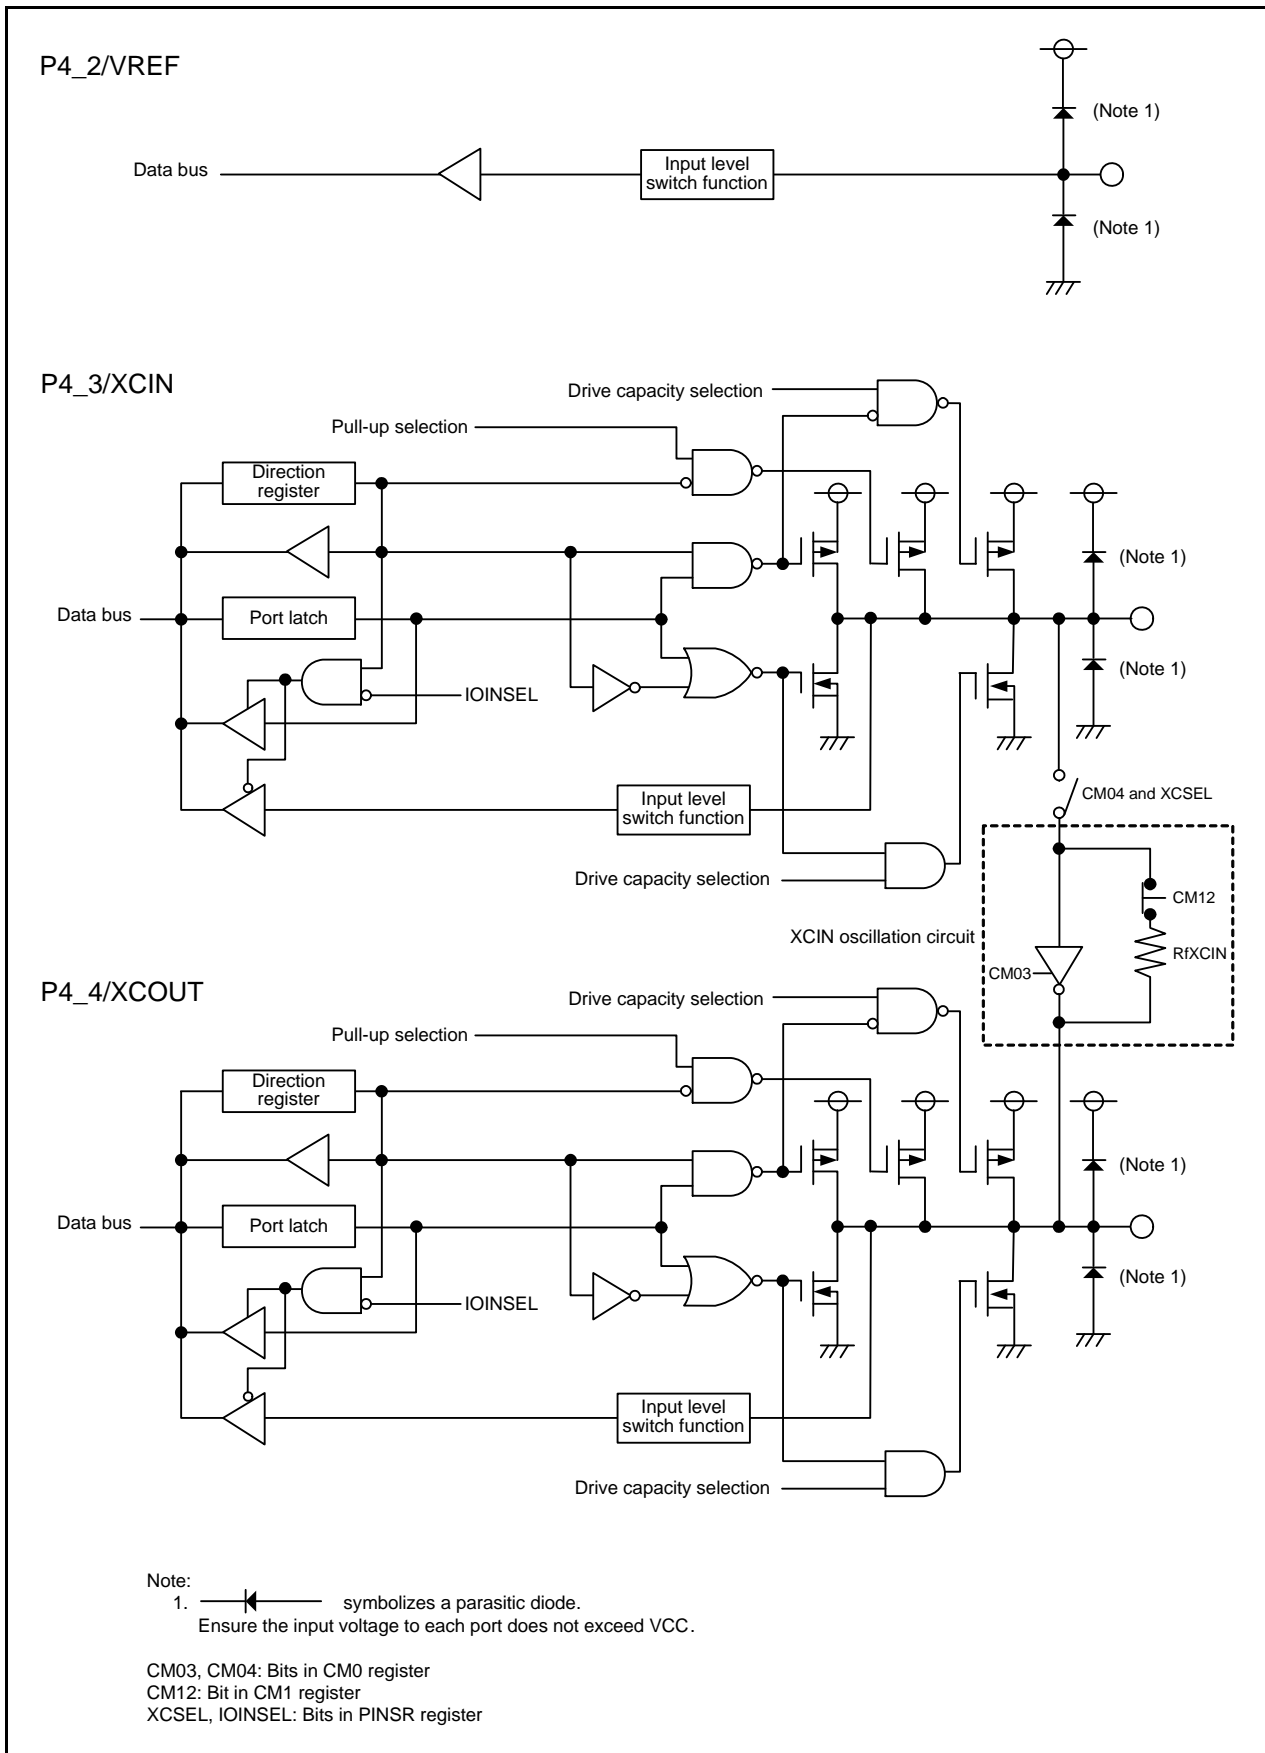 P4_2/VREF
(Note 1)
Data bus
Input level
switch function
(Note 1)
P4_3/XCIN
Drive capacity selection
Pull-up selection
Direction
register
(Note 1)
Data bus
Port latch
(Note 1)
IOINSEL
Input level
switch function
CM04 and XCSEL
Drive capacity selection
CM12
XCIN oscillation circuit
RfXCIN
CM03
P4_4/XCOUT
Drive capacity selection
Pull-up selection
Direction
register
(Note 1)
Data bus
Port latch
(Note 1)
IOINSEL
Input level
switch function
Drive capacity selection
Note:
1. symbolizes a parasitic diode.
Ensure the input voltage to each port does not exceed VCC.
CM03, CM04: Bits in CM0 register
CM12: Bit in CM1 register
XCSEL, IOINSEL: Bits in PINSR register